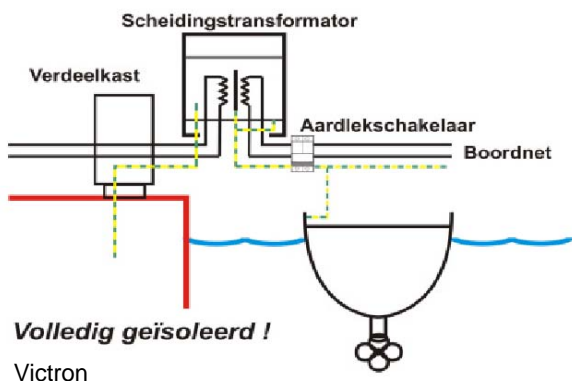 Scheidingstransformator
Verdeelkast
Aardlekschakelaar
Boordnet
Volledig geïsoleerd !
Victron